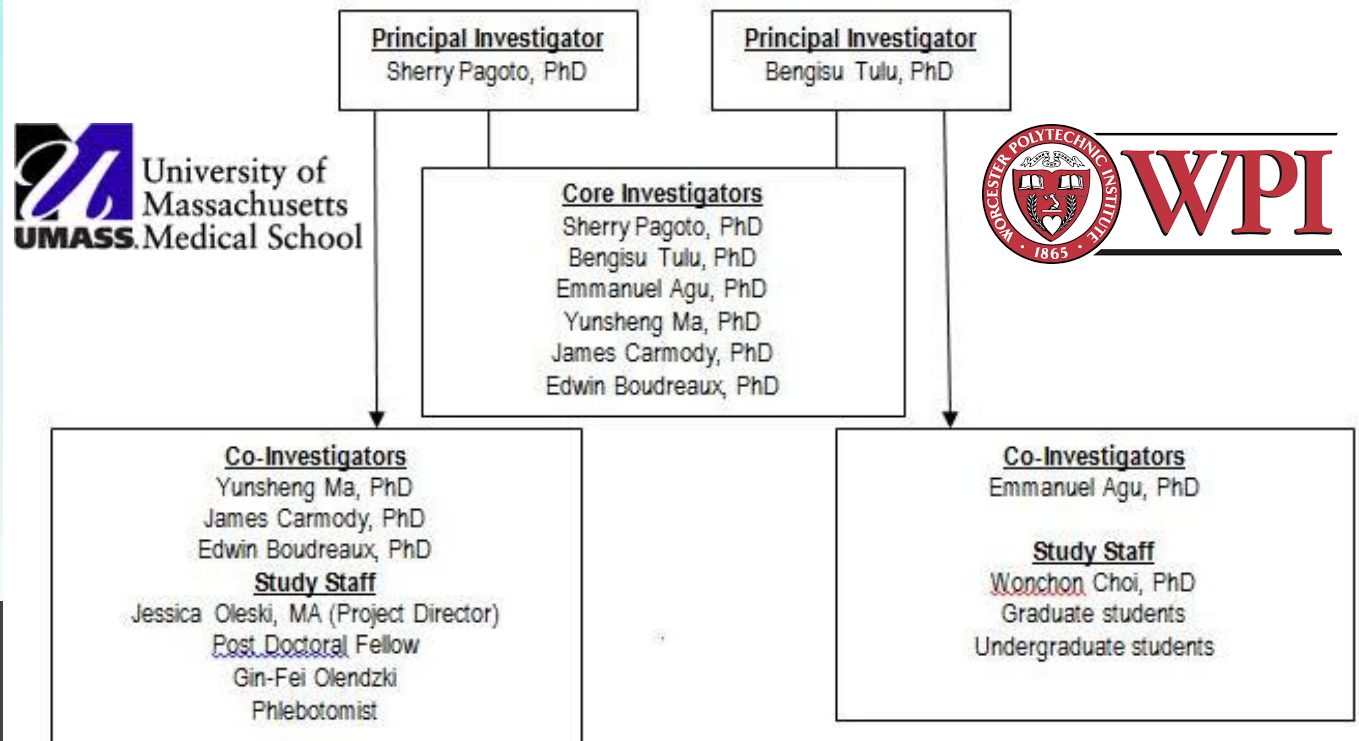 Principal Investigator
Sherry Pagoto, PhD
Principal Investigator
Bengisu Tulu, PhD
University of
Massachusetts
UMASS. Medical School
WORCESTER POLYTECHNIC INSTITUTE
1865
WPI
Core Investigators
Sherry Pagoto, PhD
Bengisu Tulu, PhD
Emmanuel Agu, PhD
Yunsheng Ma, PhD
James Carmody, PhD
Edwin Boudreaux, PhD
Co-Investigators
Yunsheng Ma, PhD
James Carmody, PhD
Edwin Boudreaux, PhD
Study Staff
Jessica Oleski, MA (Project Director)
Post Doctoral Fellow
Gin-Fei Olendzki
Phlebotomist
Co-Investigators
Emmanuel Agu, PhD
Study Staff
Wonchon Choi, PhD
Graduate students
Undergraduate students